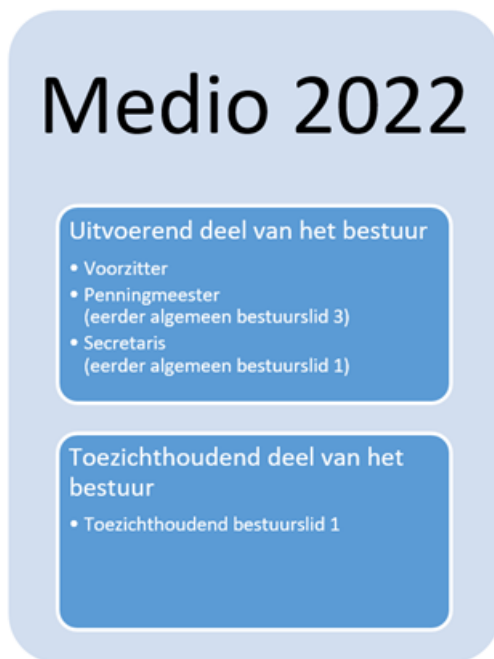 Medio 2022
Uitvoerend deel van het bestuur
• Voorzitter
• Penningmeester
(eerder algemeen bestuurslid 3)
• Secretaris
(eerder algemeen bestuurslid 1)
Toezichthoudend deel van het
bestuur
• Toezichthoudend bestuurslid 1